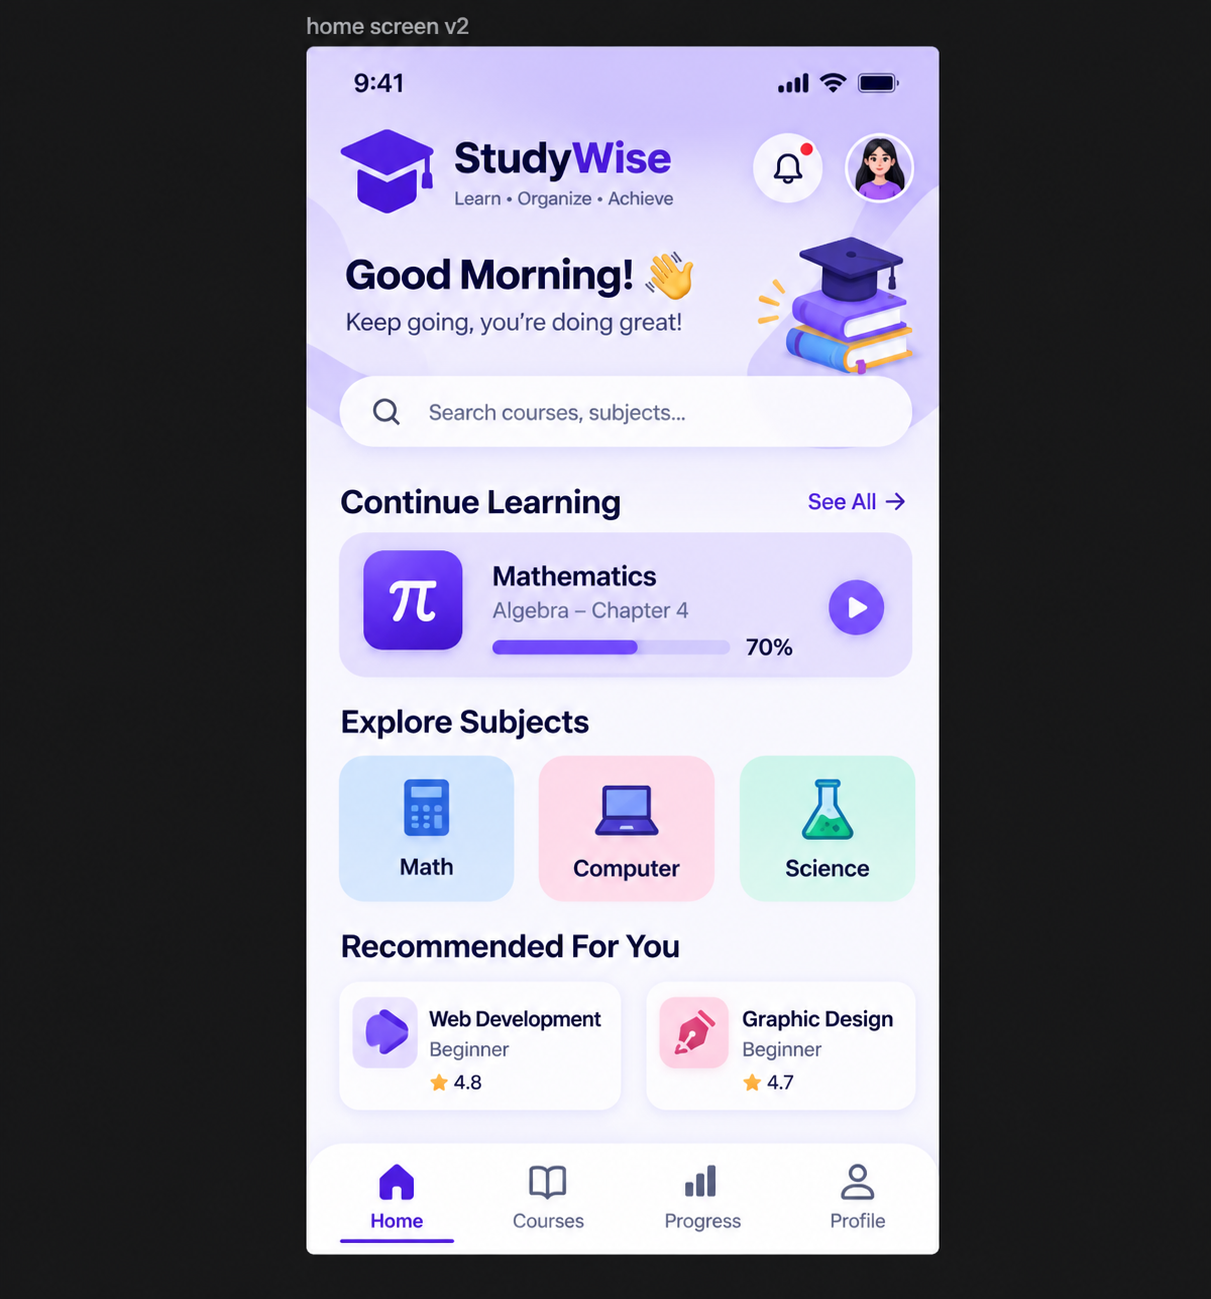 home screen v2
9:41
StudyWise
Learn • Organize • Achieve
Good Morning! 👋
Keep going, you’re doing great!
Search courses, subjects...
Continue Learning
See All →
π
Mathematics
Algebra – Chapter 4
70%
Explore Subjects
Math
Computer
Science
Recommended For You
Web Development
Beginner
4.8
Graphic Design
Beginner
4.7
Home
Courses
Progress
Profile